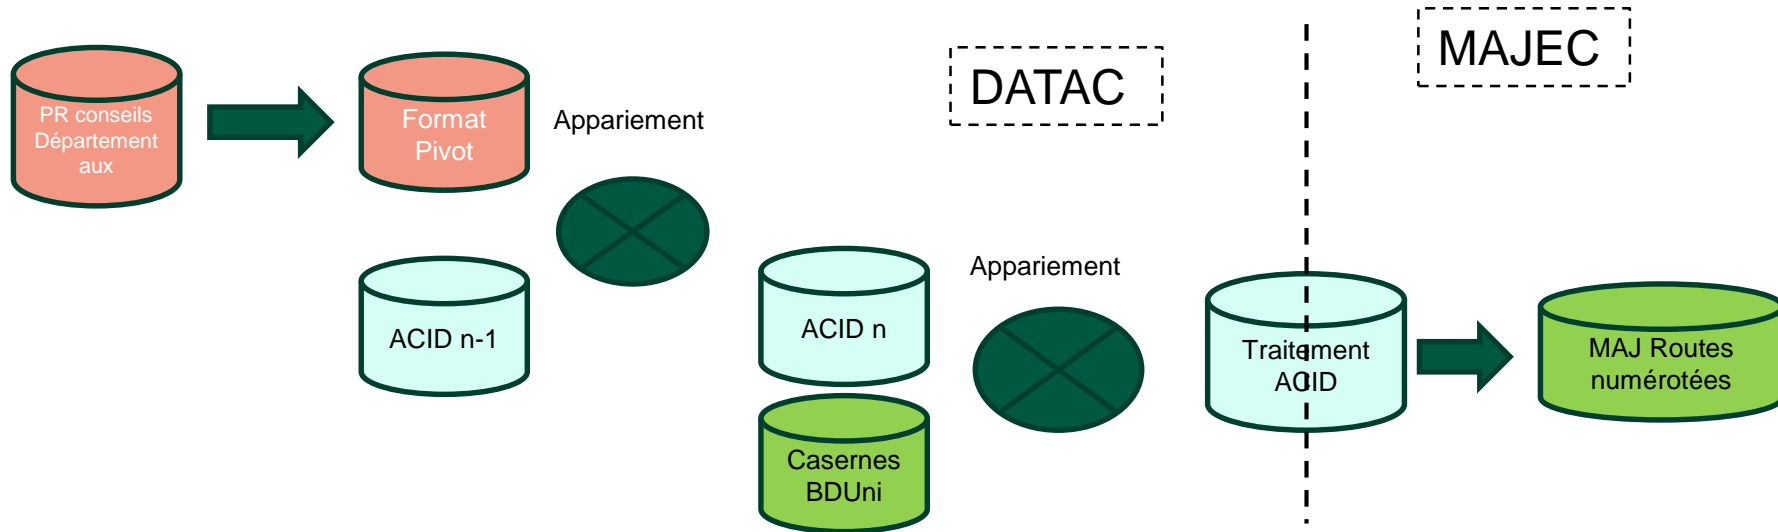 PR conseils
Département
aux
Format
Pivot
Appariement
DATAC
MAJEC
ACID n-1
ACID n
Appariement
Casernes
BDUni
Traitement
ACID
MAJ Routes
numérotées